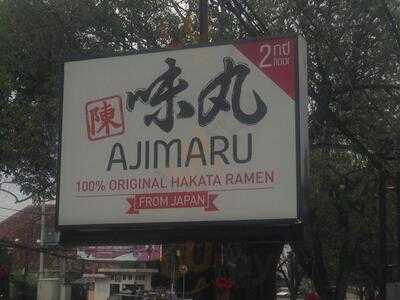 2nd
floor
陳
味丸
AJIMARU
100% ORIGINAL HAKATA RAMEN
FROM JAPAN